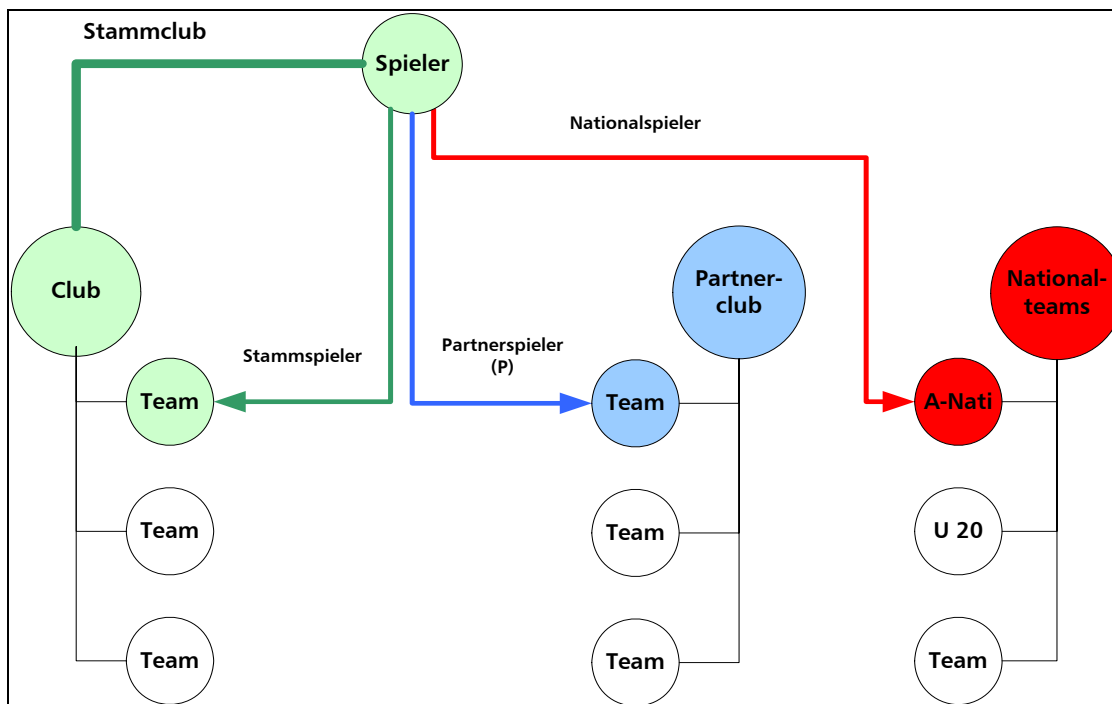 Stammclub
Spieler
Nationalspieler
Club
Partner-
club
National-
teams
Stammspieler
Partnerspieler
(P)
Team
Team
A-Nati
Team
Team
U 20
Team
Team
Team